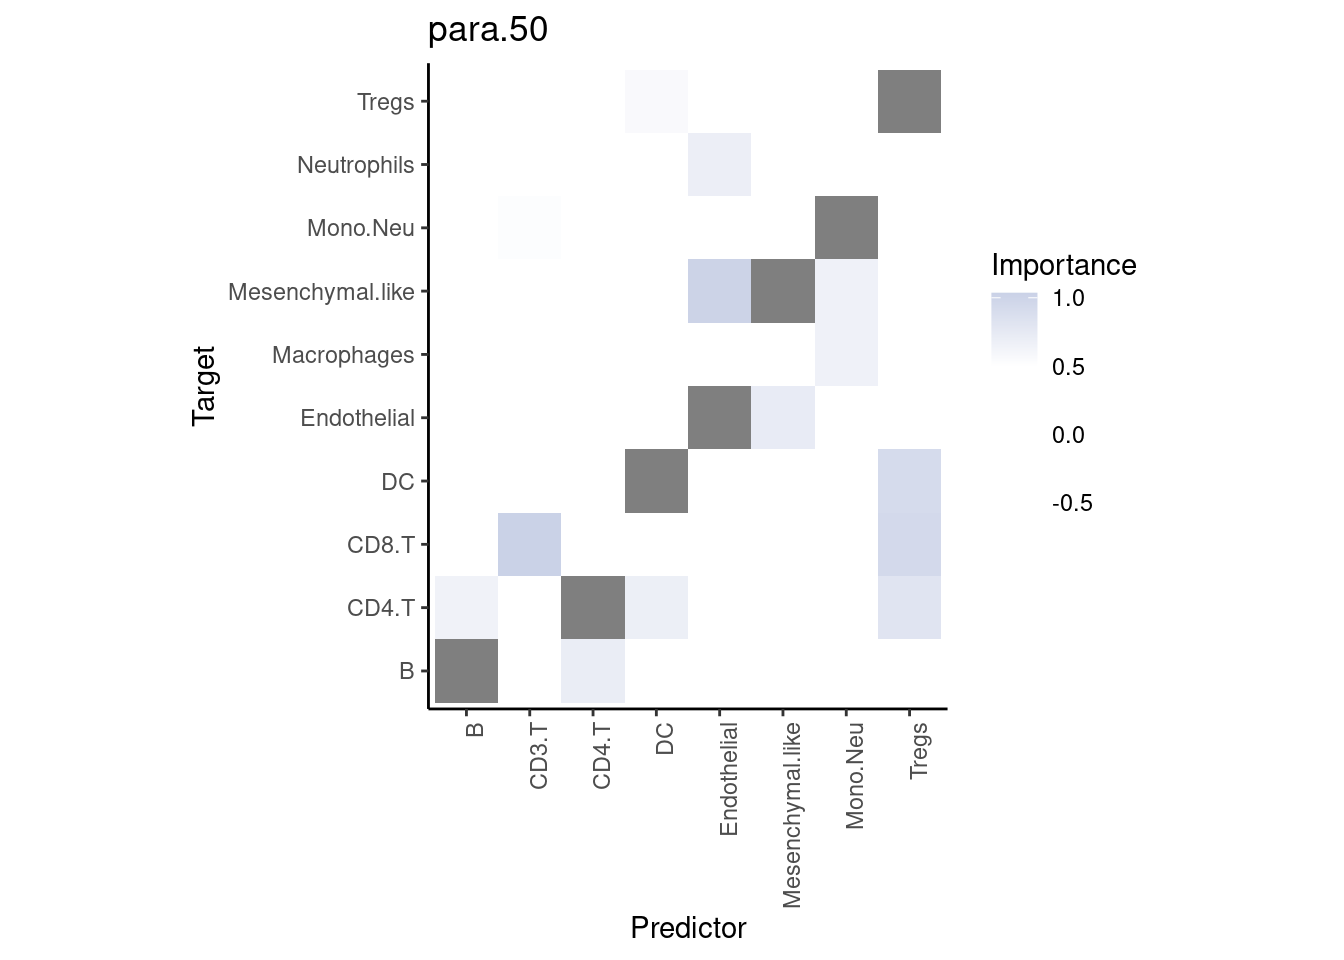 para.50
Tregs
Neutrophils
Mono.Neu
Mesenchymal.like
Macrophages
Endothelial
DC
CD8.T
CD4.T
B
Target
B
CD3.T
CD4.T
DC
Endothelial
Mesenchymal.like
Mono.Neu
Tregs
Predictor
Importance
1.0
0.5
0.0
-0.5